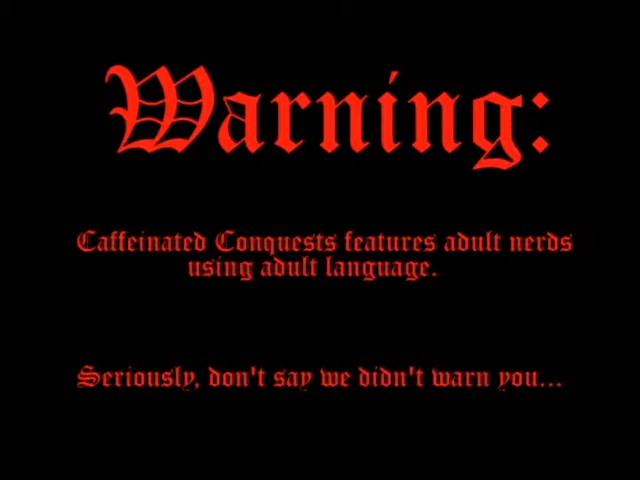 Warning:
Caffeinated Conquests features adult nerds
using adult language.
Seriously, don't say we didn't warn you...